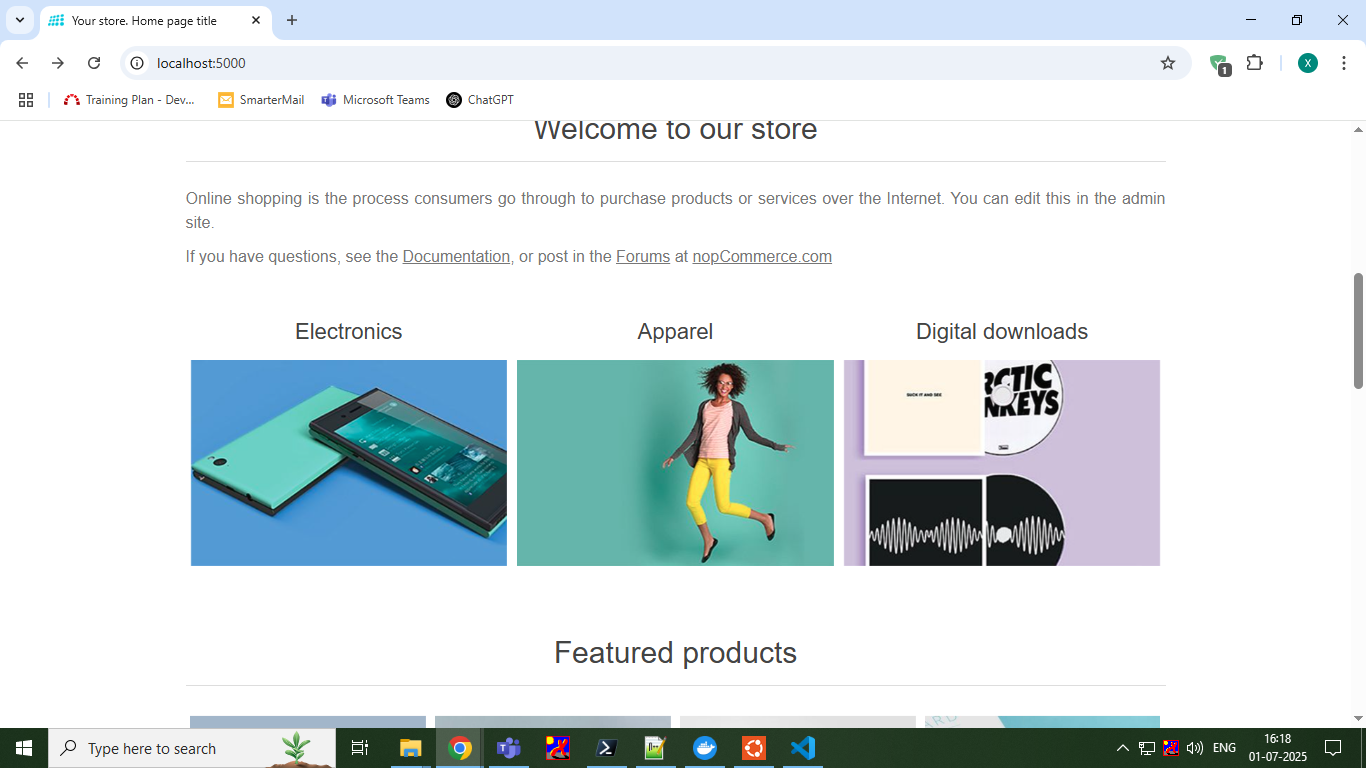 Your store. Home page title
localhost:5000
1
X
Training Plan - Dev...
SmarterMail
Microsoft Teams
ChatGPT
Welcome to our store
Online shopping is the process consumers go through to purchase products or services over the Internet. You can edit this in the admin
site.
If you have questions, see the Documentation, or post in the Forums at nopCommerce.com
Electronics
Apparel
Digital downloads
SUCK IT AND SEE
RCTIC
NKEYS
Featured products
ARD
Type here to search
ENG
16:18
01-07-2025